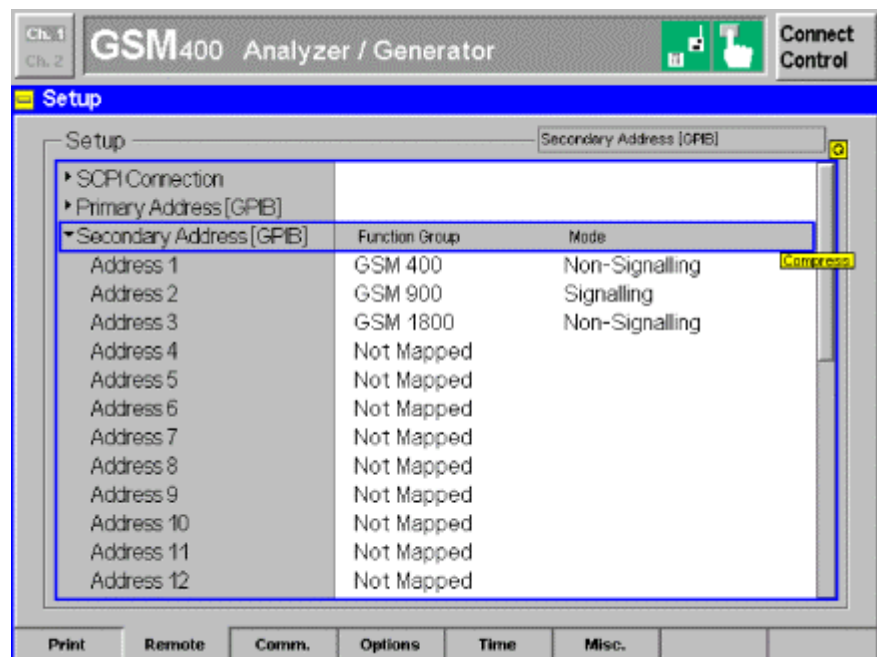 Ch. 1
Ch. 2
GSM400 Analyzer / Generator
Connect
Control
Setup
Setup
Secondary Address [GPIB]
SCPI Connection
Primary Address [GPIB]
Secondary Address [GPIB] Function Group Mode
Compress
Address 1 GSM 400 Non-Signalling
Address 2 GSM 900 Signalling
Address 3 GSM 1800 Non-Signalling
Address 4 Not Mapped
Address 5 Not Mapped
Address 6 Not Mapped
Address 7 Not Mapped
Address 8 Not Mapped
Address 9 Not Mapped
Address 10 Not Mapped
Address 11 Not Mapped
Address 12 Not Mapped
Print Remote Comm. Options Time Misc.